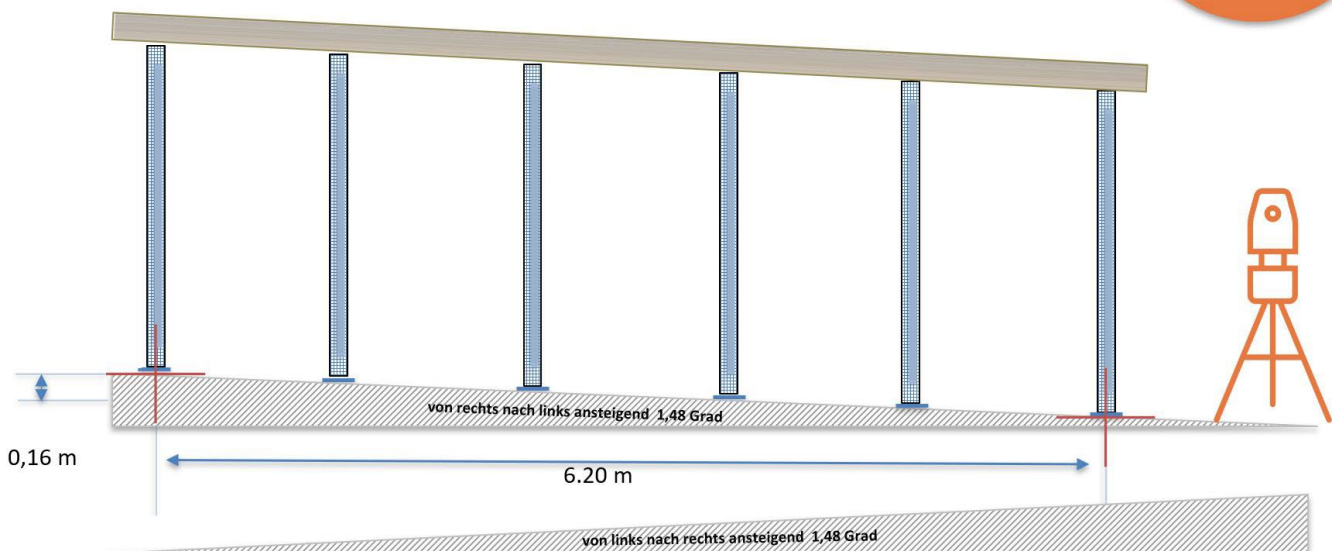 von rechts nach links ansteigend  1,48 Grad
0,16 m
6.20 m
von links nach rechts ansteigend  1,48 Grad